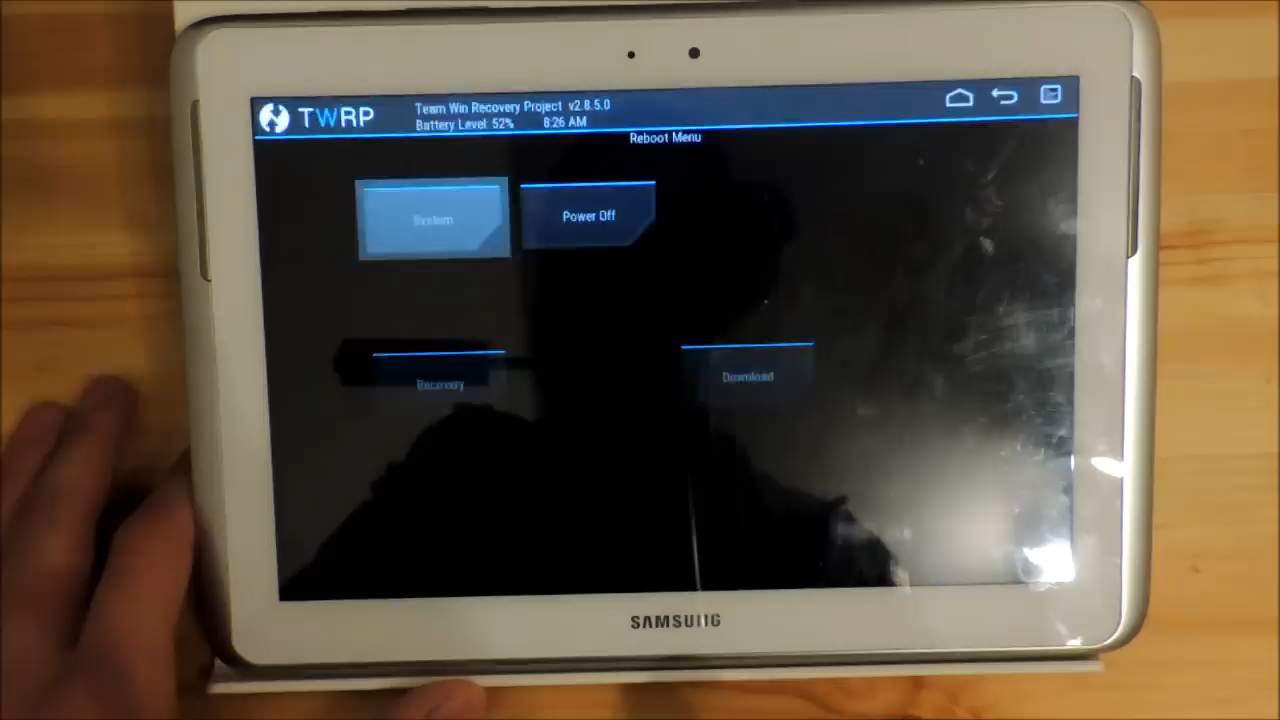 TWRP
Team Win Recovery Project v2.8.5.0
Battery Level: 52% 8:26 AM
Reboot Menu
System
Power Off
Recovery
Download
SAMSUNG